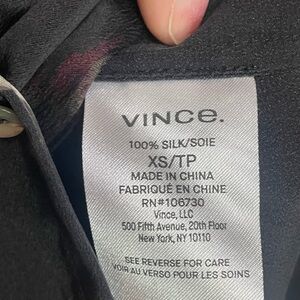 VINCE.
100% SILK/SOIE
XS/TP
MADE IN CHINA
FABRIQUÉ EN CHINE
RN#106730
Vince, LLC
500 Fifth Avenue, 20th Floor
New York, NY 10110
SEE REVERSE FOR CARE
VOIR AU VERSO POUR LES SOINS